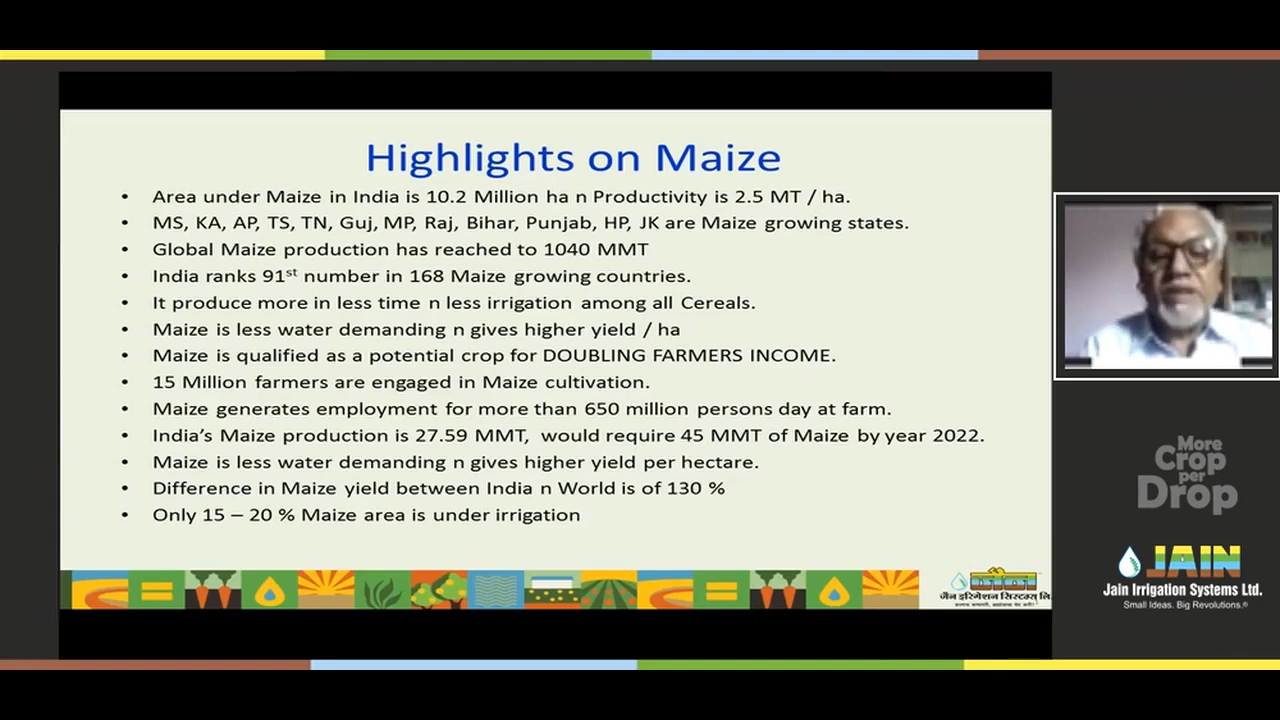 Highlights on Maize
• Area under Maize in India is 10.2 Million ha n Productivity is 2.5 MT / ha.
• MS, KA, AP, TS, TN, Guj, MP, Raj, Bihar, Punjab, HP, JK are Maize growing states.
• Global Maize production has reached to 1040 MMT
• India ranks 91st number in 168 Maize growing countries.
• It produce more in less time n less irrigation among all Cereals.
• Maize is less water demanding n gives higher yield / ha
• Maize is qualified as a potential crop for DOUBLING FARMERS INCOME.
• 15 Million farmers are engaged in Maize cultivation.
• Maize generates employment for more than 650 million persons day at farm.
• India's Maize production is 27.59 MMT, would require 45 MMT of Maize by year 2022.
• Maize is less water demanding n gives higher yield per hectare.
• Difference in Maize yield between India n World is of 130 %
• Only 15 – 20 % Maize area is under irrigation
जैन इरिगेशन सिस्टम्स् लि.
More
Crop
per
Drop
JAIN
Jain Irrigation Systems Ltd.
Small Ideas. Big Revolutions.®